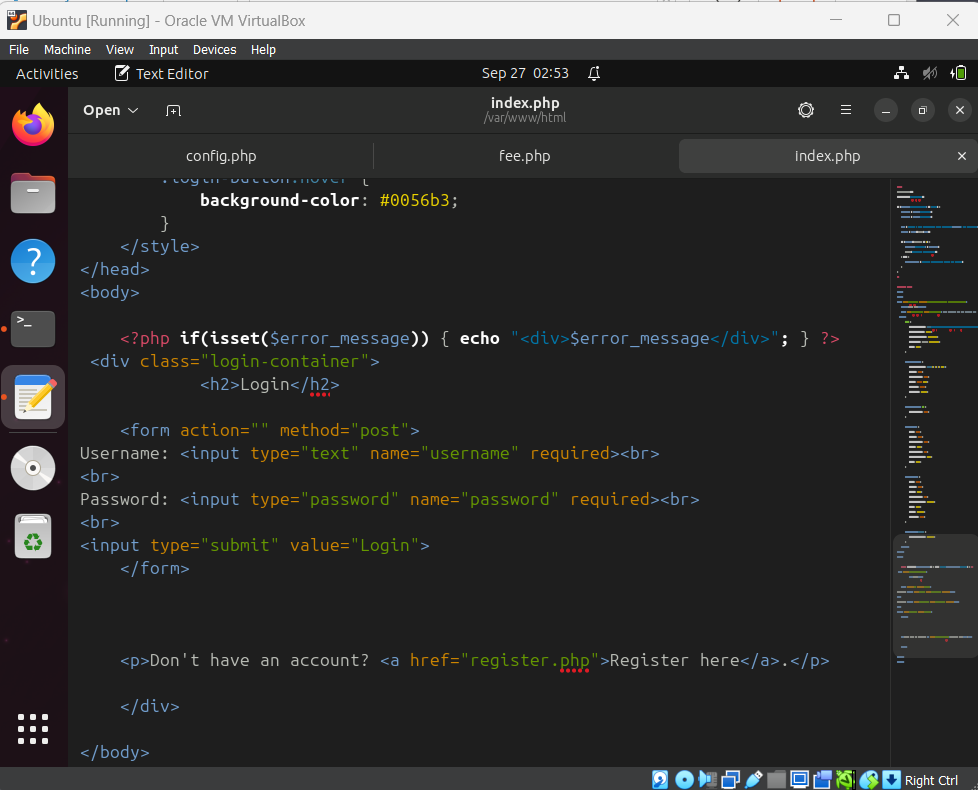 Ubuntu [Running] - Oracle VM VirtualBox
File Machine View Input Devices Help
Activities Text Editor Sep 27 02:53
Open index.php
/var/www/html
config.php fee.php index.php
.login-button:hover {
background-color: #0056b3;
}
</style>
</head>
<body>
<?php if(isset($error_message)) { echo "<div>$error_message</div>"; } ?>
<div class="login-container">
<h2>Login</h2>
<form action="" method="post">
Username: <input type="text" name="username" required><br>
<br>
Password: <input type="password" name="password" required><br>
<br>
<input type="submit" value="Login">
</form>
<p>Don't have an account? <a href="register.php">Register here</a>.</p>
</div>
</body>
Right Ctrl